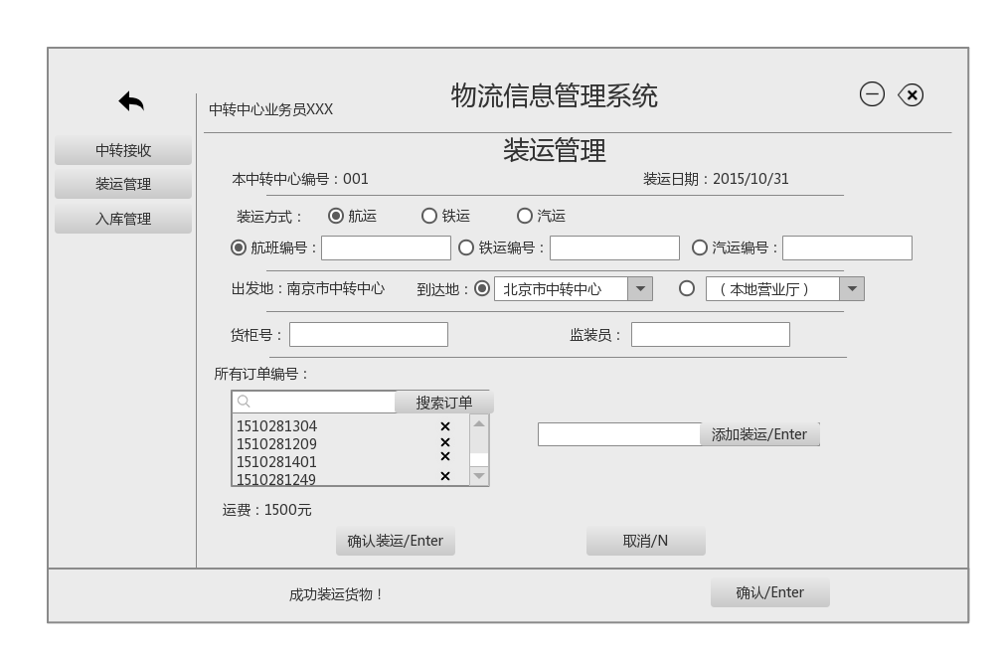 物流信息管理系统
中转中心业务员XXX
中转接收
装运管理
入库管理
装运管理
本中转中心编号：001 装运日期：2015/10/31
装运方式： 航运 铁运 汽运
航班编号： 铁运编号： 汽运编号：
出发地：南京市中转中心 到达地： 北京市中转中心 （本地营业厅）
货柜号： 监装员：
所有订单编号：
搜索订单
1510281304
1510281209
1510281401
1510281249
添加装运/Enter
运费：1500元
确认装运/Enter 取消/N
成功装运货物！ 确认/Enter